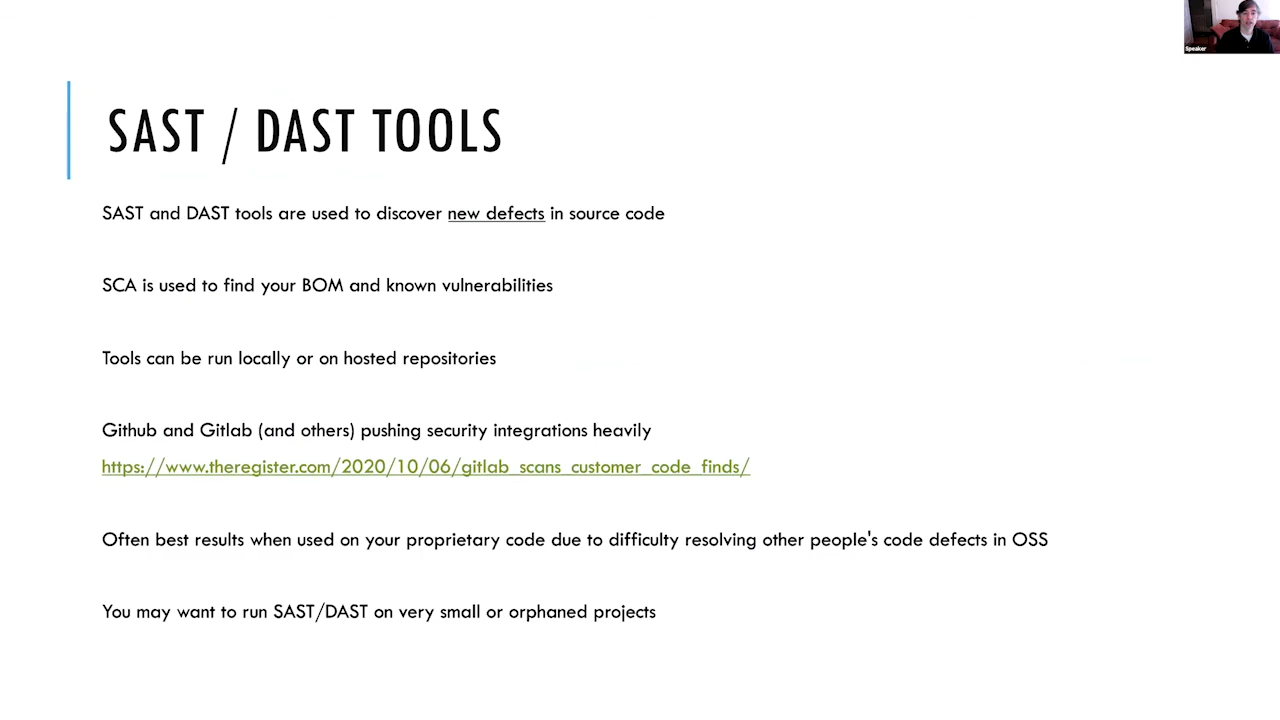 Speaker
SAST / DAST TOOLS
SAST and DAST tools are used to discover new defects in source code
SCA is used to find your BOM and known vulnerabilities
Tools can be run locally or on hosted repositories
Github and Gitlab (and others) pushing security integrations heavily
https://www.theregister.com/2020/10/06/gitlab_scans_customer_code_finds/
Often best results when used on your proprietary code due to difficulty resolving other people's code defects in OSS
You may want to run SAST/DAST on very small or orphaned projects